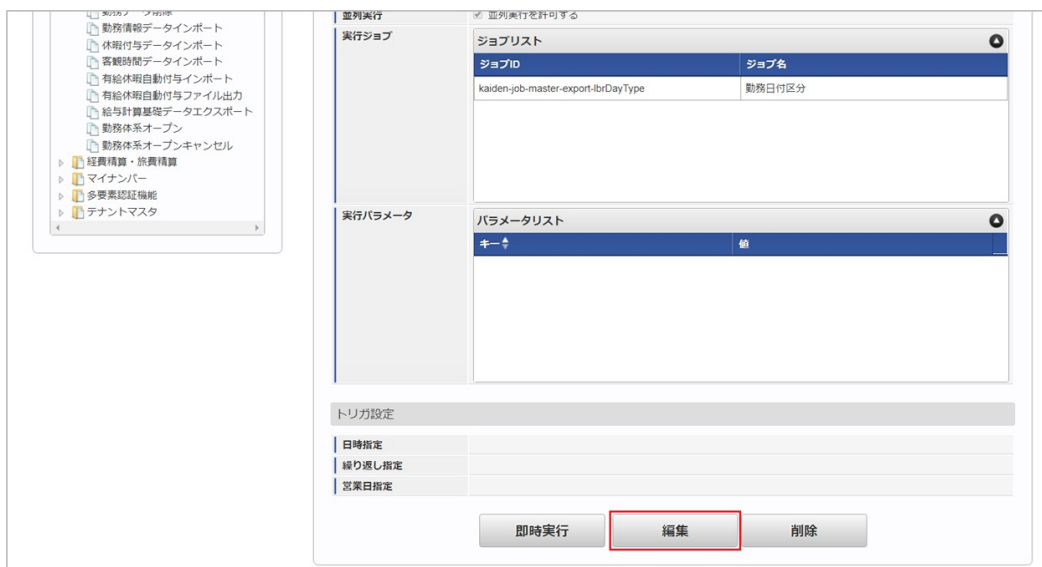 勤務データ削除
勤務情報データインポート
休暇付与データインポート
客観時間データインポート
有給休暇自動付与インポート
有給休暇自動付与ファイル出力
給与計算基礎データエクスポート
勤務体系オープン
勤務体系オープンキャンセル
経費精算・旅費精算
マイナンバー
多要素認証機能
テナントマスタ
並列実行
並列実行を許可する
実行ジョブ
ジョブリスト
ジョブID ジョブ名
kaiden-job-master-export-lbrDayType 勤務日付区分
実行パラメータ
パラメータリスト
キー 値
トリガ設定
日時指定
繰り返し指定
営業日指定
即時実行 編集 削除